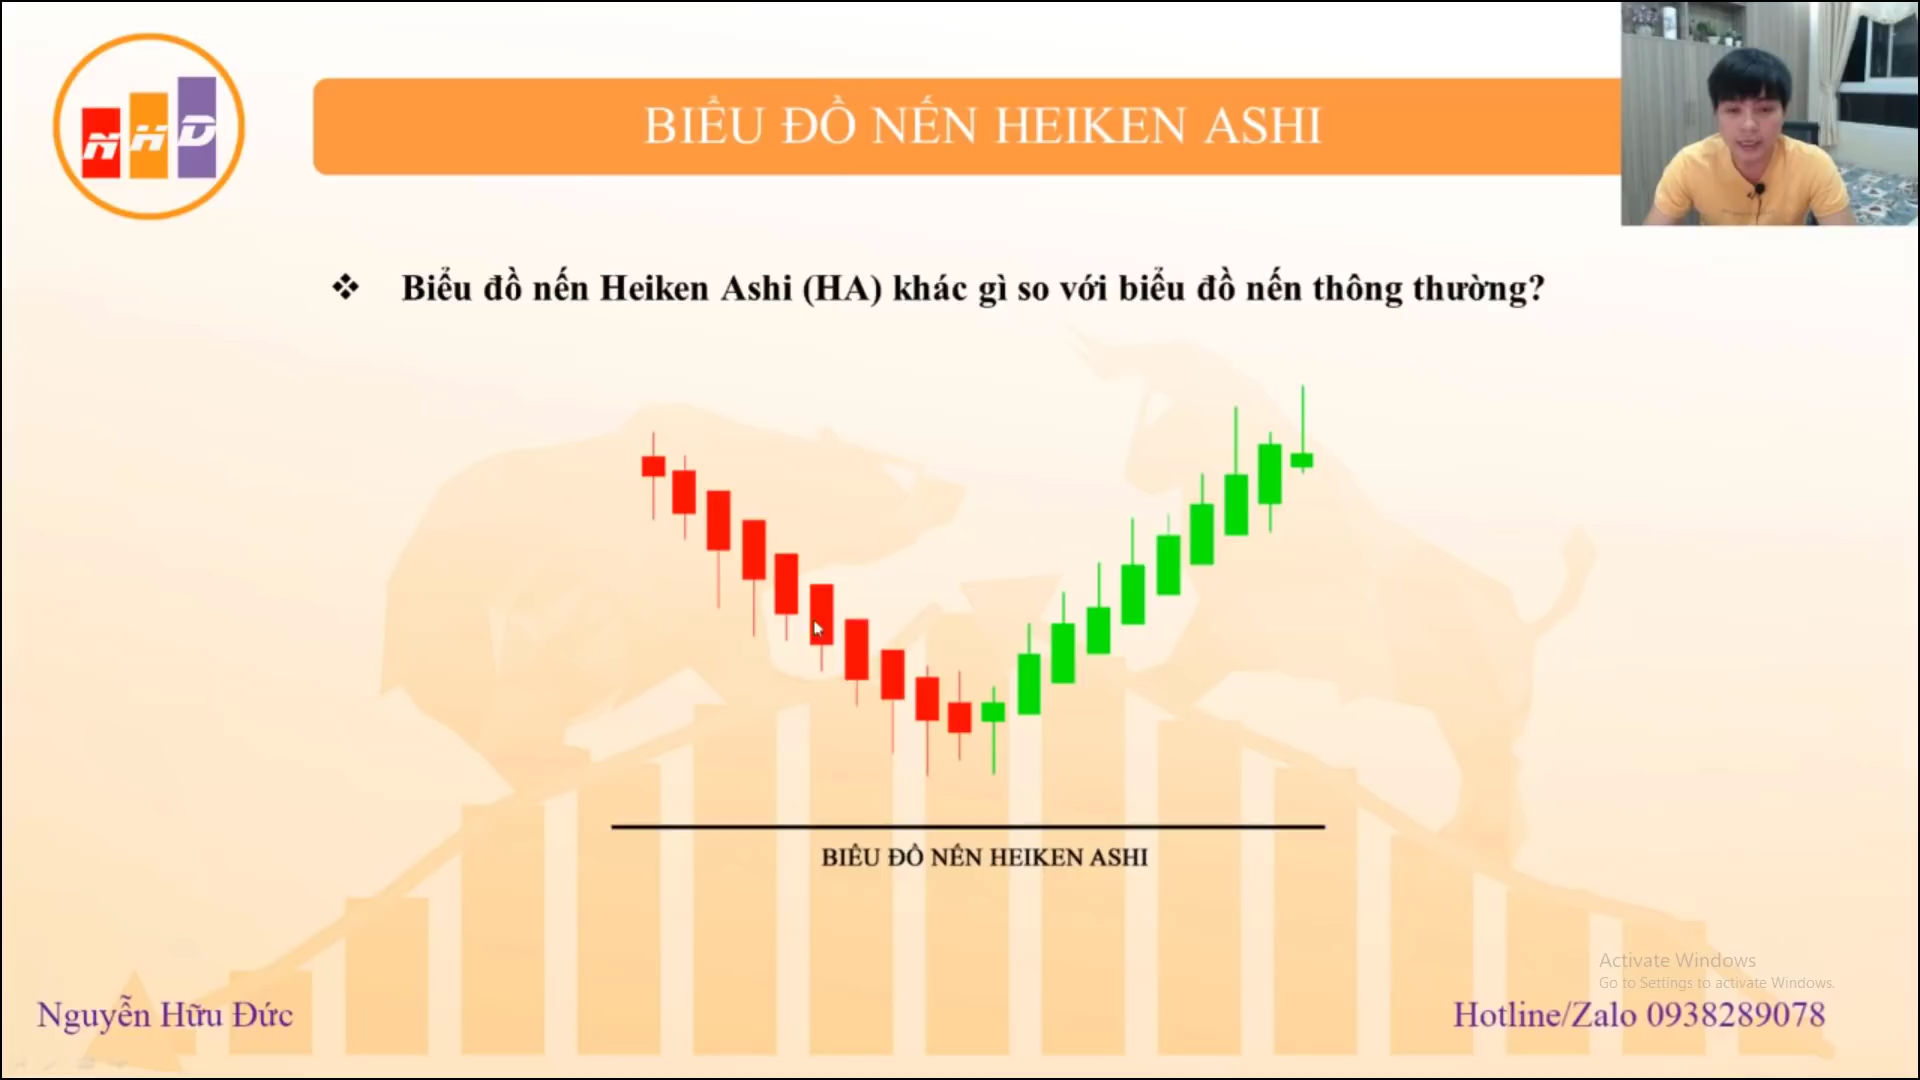 NHD
BIỂU ĐỒ NẾN HEIKEN ASHI
❖ Biểu đồ nến Heiken Ashi (HA) khác gì so với biểu đồ nến thông thường?
BIỂU ĐỒ NẾN HEIKEN ASHI
Activate Windows
Go to Settings to activate Windows.
Nguyễn Hữu Đức
Hotline/Zalo 0938289078